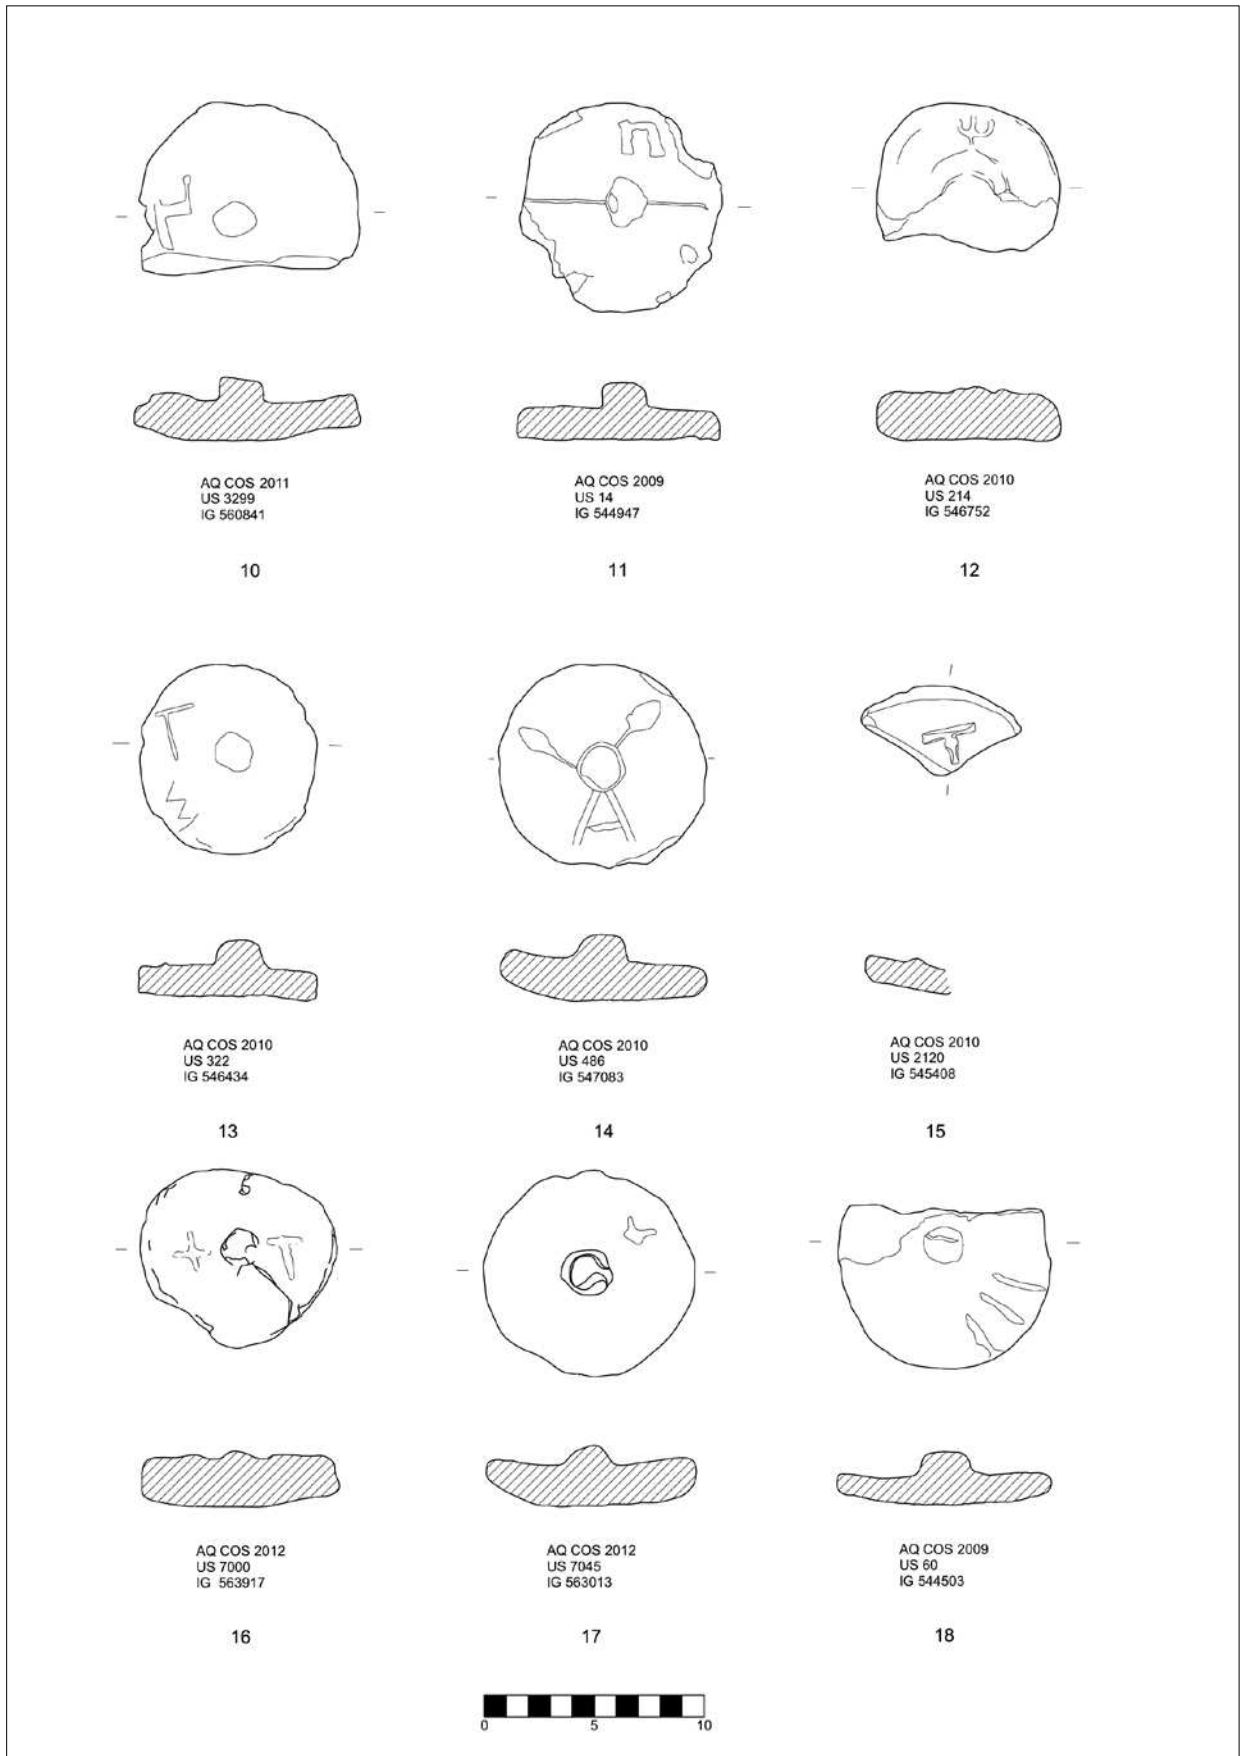 AQ COS 2011
US 3299
IG 560841
10
AQ COS 2009
US 14
IG 544947
11
AQ COS 2010
US 214
IG 546752
12
AQ COS 2010
US 322
IG 546434
13
AQ COS 2010
US 486
IG 547083
14
AQ COS 2010
US 2120
IG 545408
15
AQ COS 2012
US 7000
IG 563917
16
AQ COS 2012
US 7045
IG 563013
17
AQ COS 2009
US 60
IG 544503
18
0 5 10